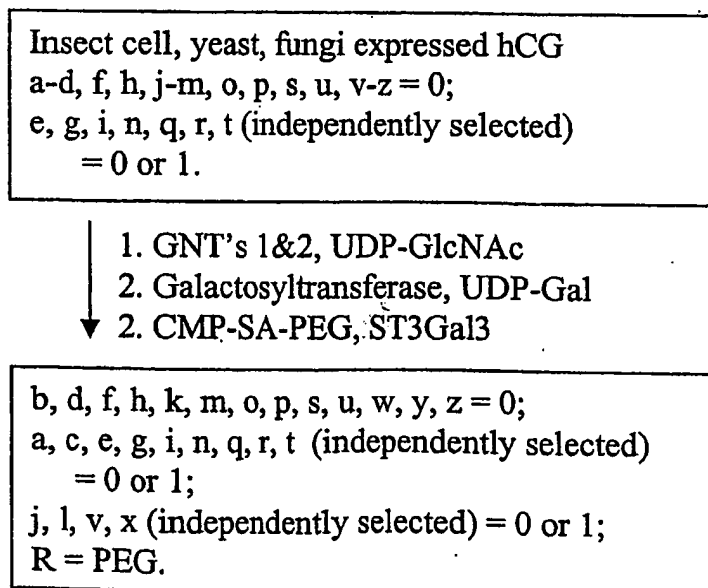 Insect cell, yeast, fungi expressed hCG
a-d, f, h, j-m, o, p, s, u, v-z = 0;
e, g, i, n, q, r, t (independently selected)
= 0 or 1.
1. GNT's 1&2, UDP-GlcNAc
2. Galactosyltransferase, UDP-Gal
2. CMP-SA-PEG, ST3Gal3
b, d, f, h, k, m, o, p, s, u, w, y, z = 0;
a, c, e, g, i, n, q, r, t (independently selected)
= 0 or 1;
j, l, v, x (independently selected) = 0 or 1;
R = PEG.